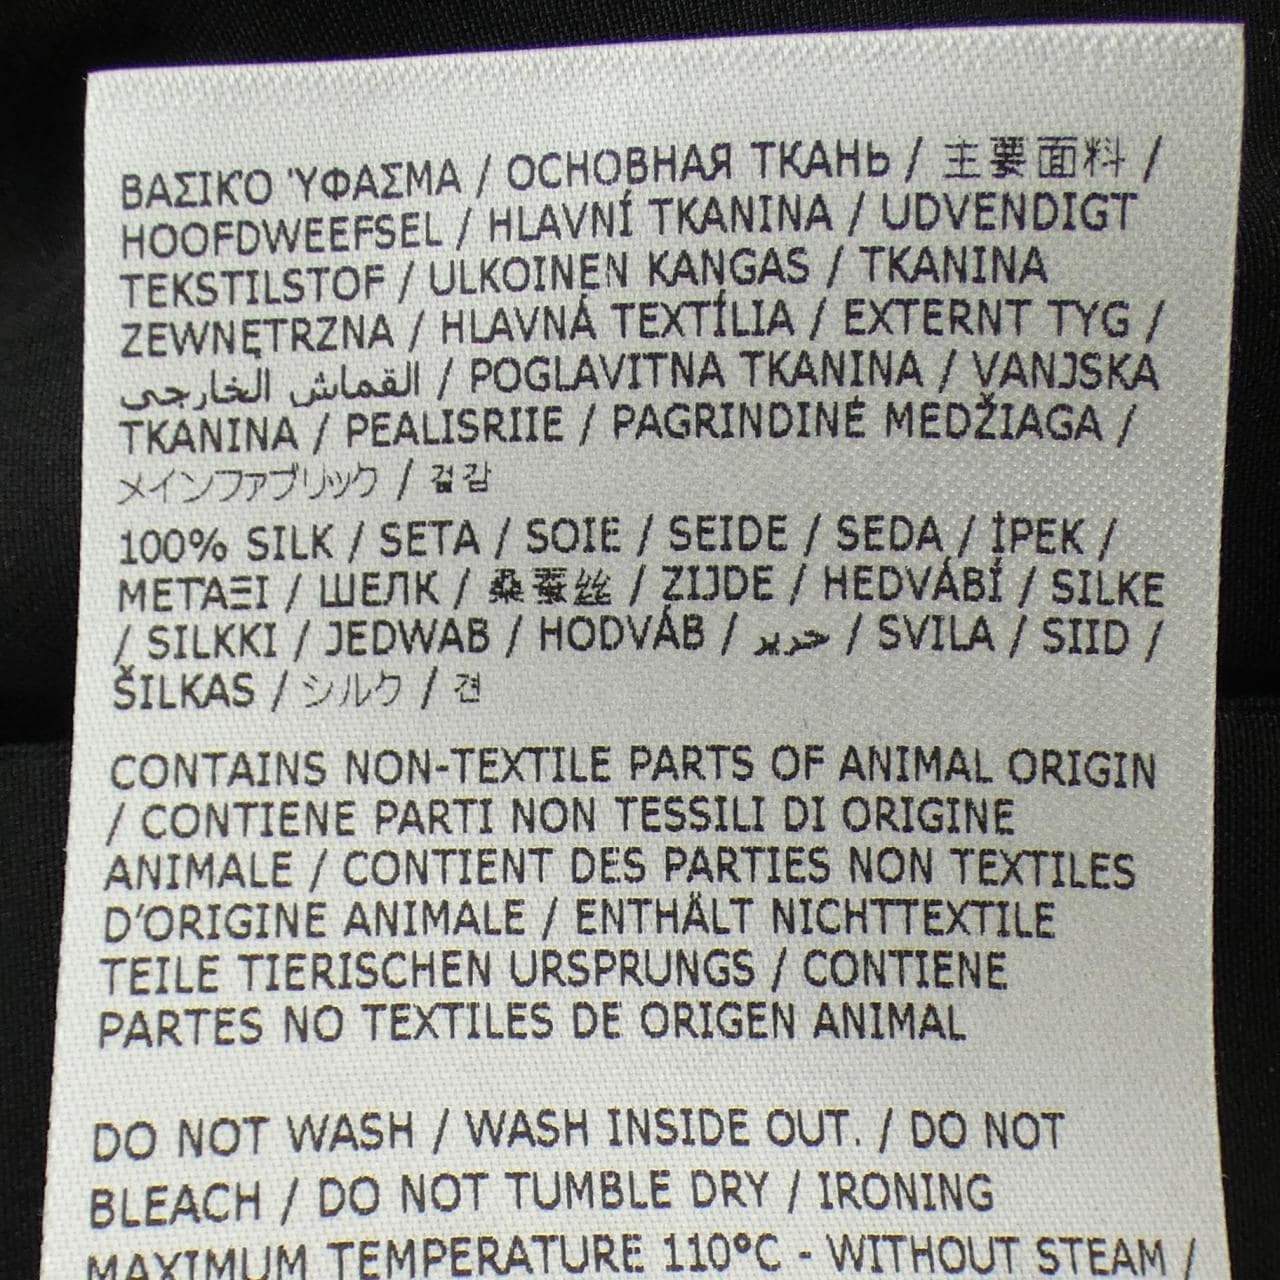 ΒΑΣΙΚΌ ΎΦΑΣΜΑ / ОСНОВНАЯ ТКАНЬ / 主要面料 /
HOOFDWEEFSEL / HLAVNÍ TKANINA / UDVENDIGT
TEKSTILSTOF / ULKOINEN KANGAS / TKANINA
ZEWNĘTRZNA / HLAVNÁ TEXTÍLIA / EXTERNT TYG /
القماش الخارجي / POGLAVITNA TKANINA / VANJSKA
TKANINA / PEALISRIIE / PAGRINDINĖ MEDŽIAGA /
メインファブリック / 겉감
100% SILK / SETA / SOIE / SEIDE / SEDA / İPEK /
ΜΕΤΆΞΙ / ШЕЛК / 桑蚕丝 / ZIJDE / HEDVÁBÍ / SILKE
/ SILKKI / JEDWAB / HODVÁB / حرير / SVILA / SIID /
ŠILKAS / シルク / 견
CONTAINS NON-TEXTILE PARTS OF ANIMAL ORIGIN
/ CONTIENE PARTI NON TESSILI DI ORIGINE
ANIMALE / CONTIENT DES PARTIES NON TEXTILES
D'ORIGINE ANIMALE / ENTHÄLT NICHTTEXTILE
TEILE TIERISCHEN URSPRUNGS / CONTIENE
PARTES NO TEXTILES DE ORIGEN ANIMAL
DO NOT WASH / WASH INSIDE OUT. / DO NOT
BLEACH / DO NOT TUMBLE DRY / IRONING
MAXIMUM TEMPERATURE 110°C - WITHOUT STEAM /